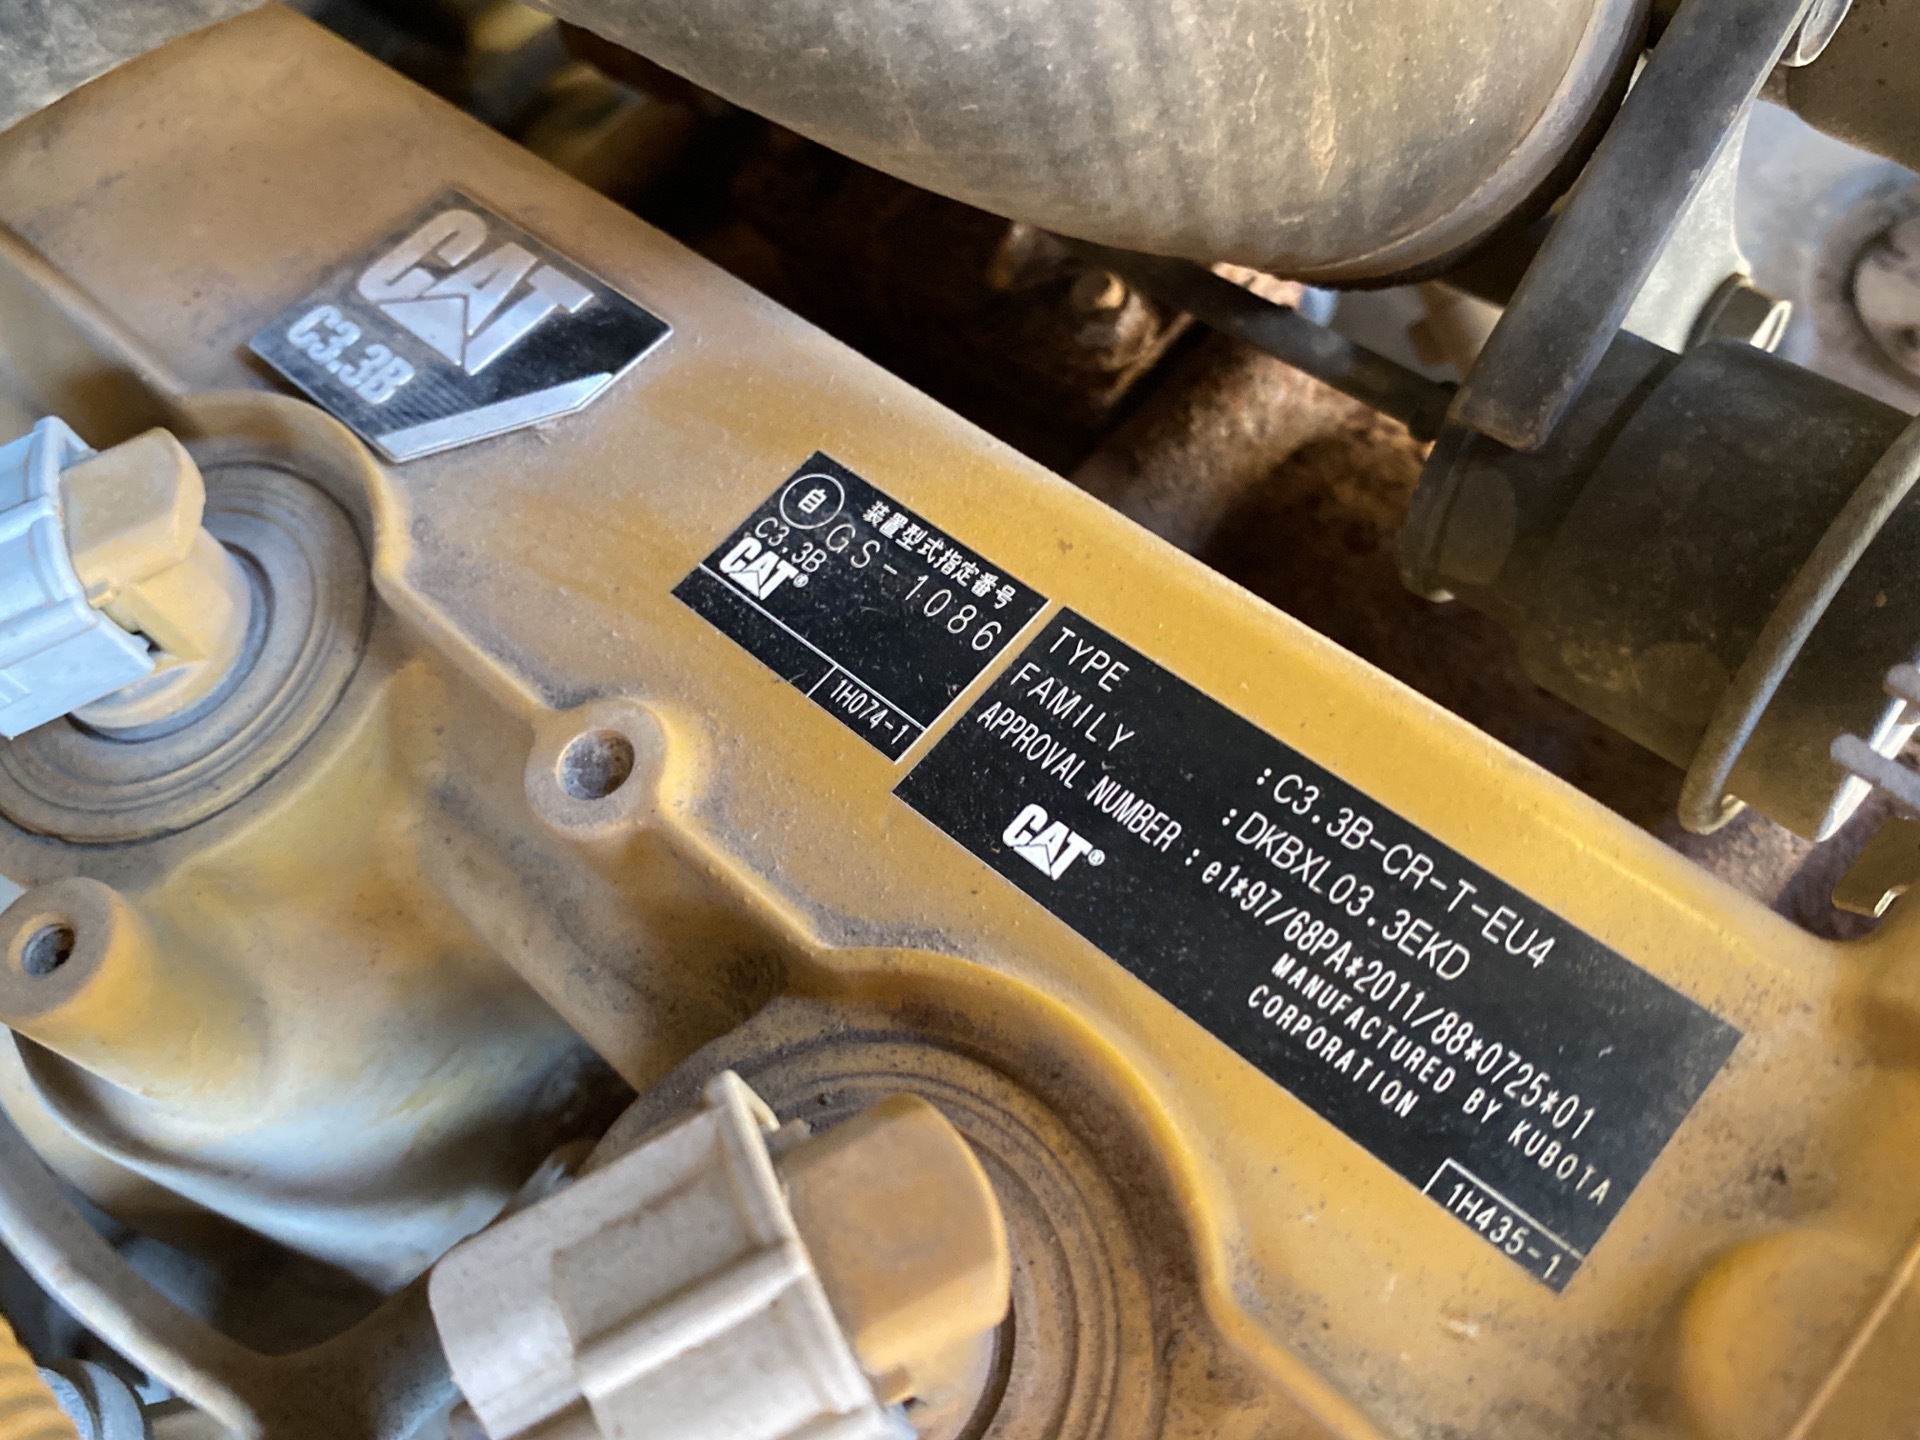 CAT
C3.3B
自 装置型式指定番号
GS-1086
C3.3B
CAT®
1H074-1
TYPE :C3.3B-CR-T-EU4
FAMILY :DKBXL03.3EKD
APPROVAL NUMBER :e1*97/68PA*2011/88*0725*01
CAT® MANUFACTURED BY KUBOTA
CORPORATION
1H435-1